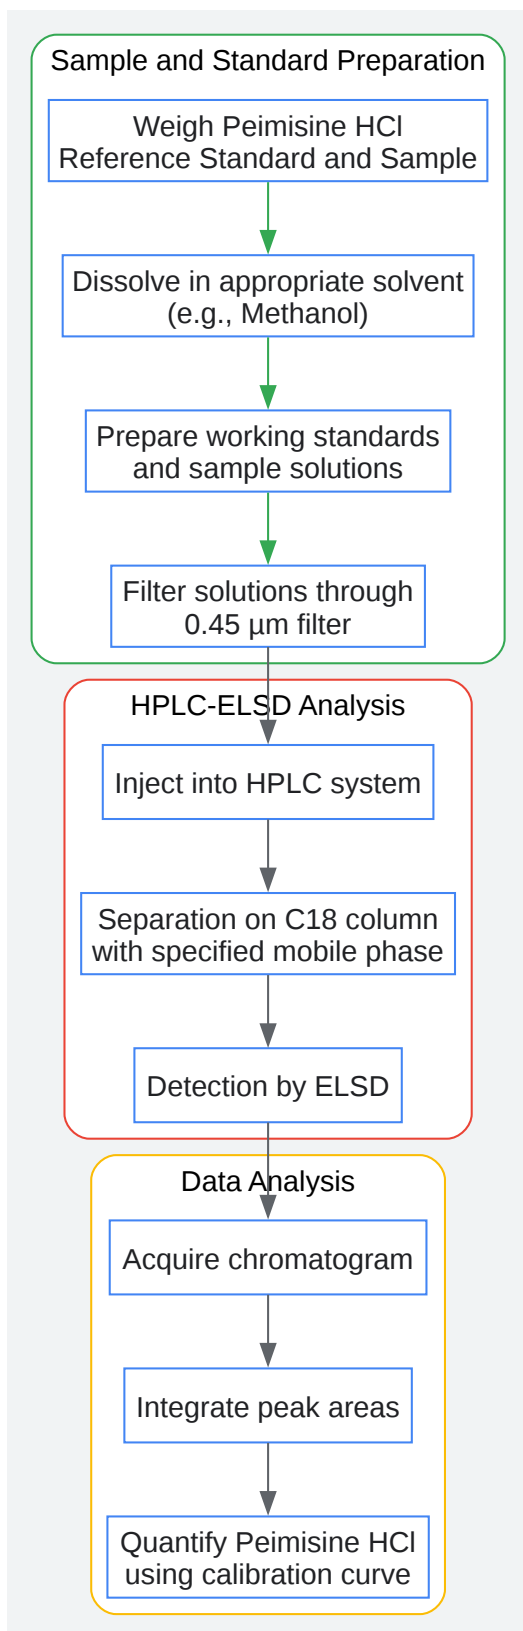 Sample and Standard Preparation
Weigh Peimisine HCl
Reference Standard and Sample
Dissolve in appropriate solvent
(e.g., Methanol)
Prepare working standards
and sample solutions
Filter solutions through
0.45 µm filter
HPLC-ELSD Analysis
Inject into HPLC system
Separation on C18 column
with specified mobile phase
Detection by ELSD
Data Analysis
Acquire chromatogram
Integrate peak areas
Quantify Peimisine HCl
using calibration curve